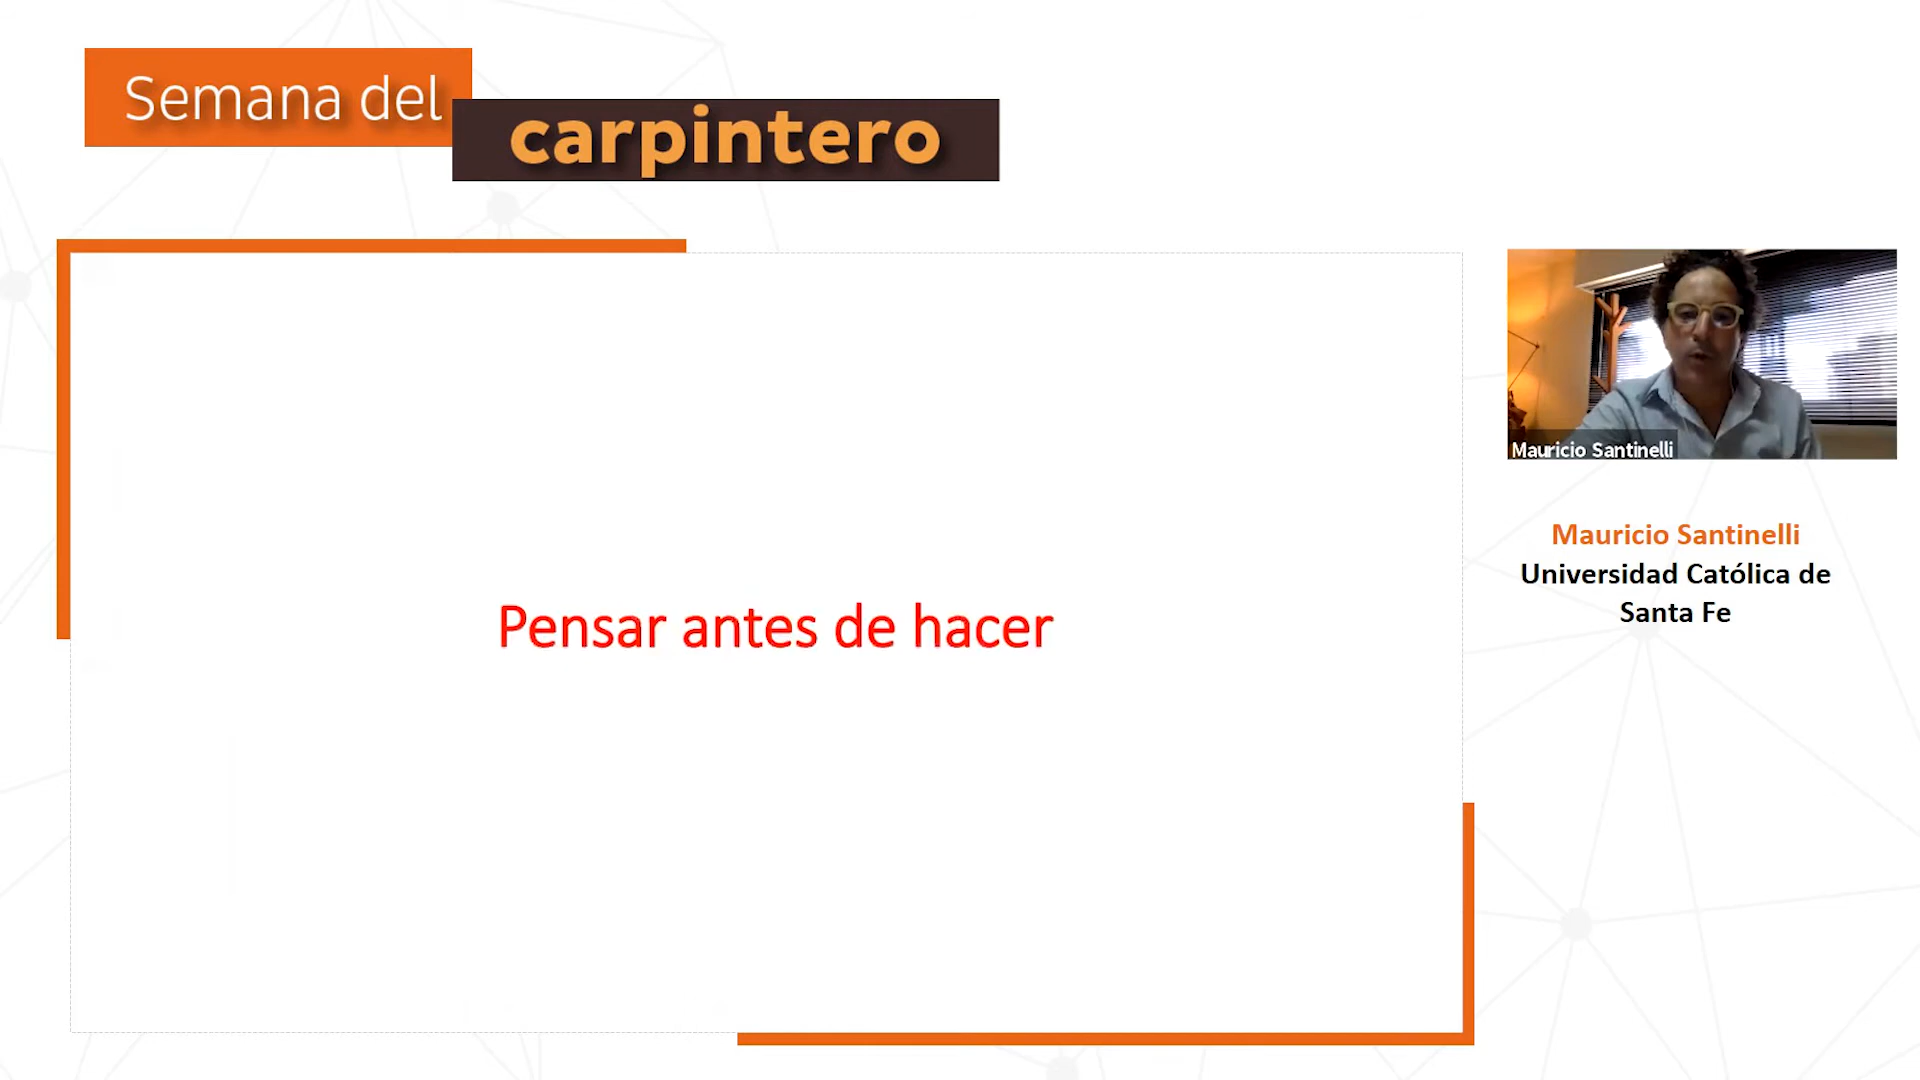 Semana del
carpintero
Mauricio Santinelli
Mauricio Santinelli
Universidad Católica de
Santa Fe
Pensar antes de hacer